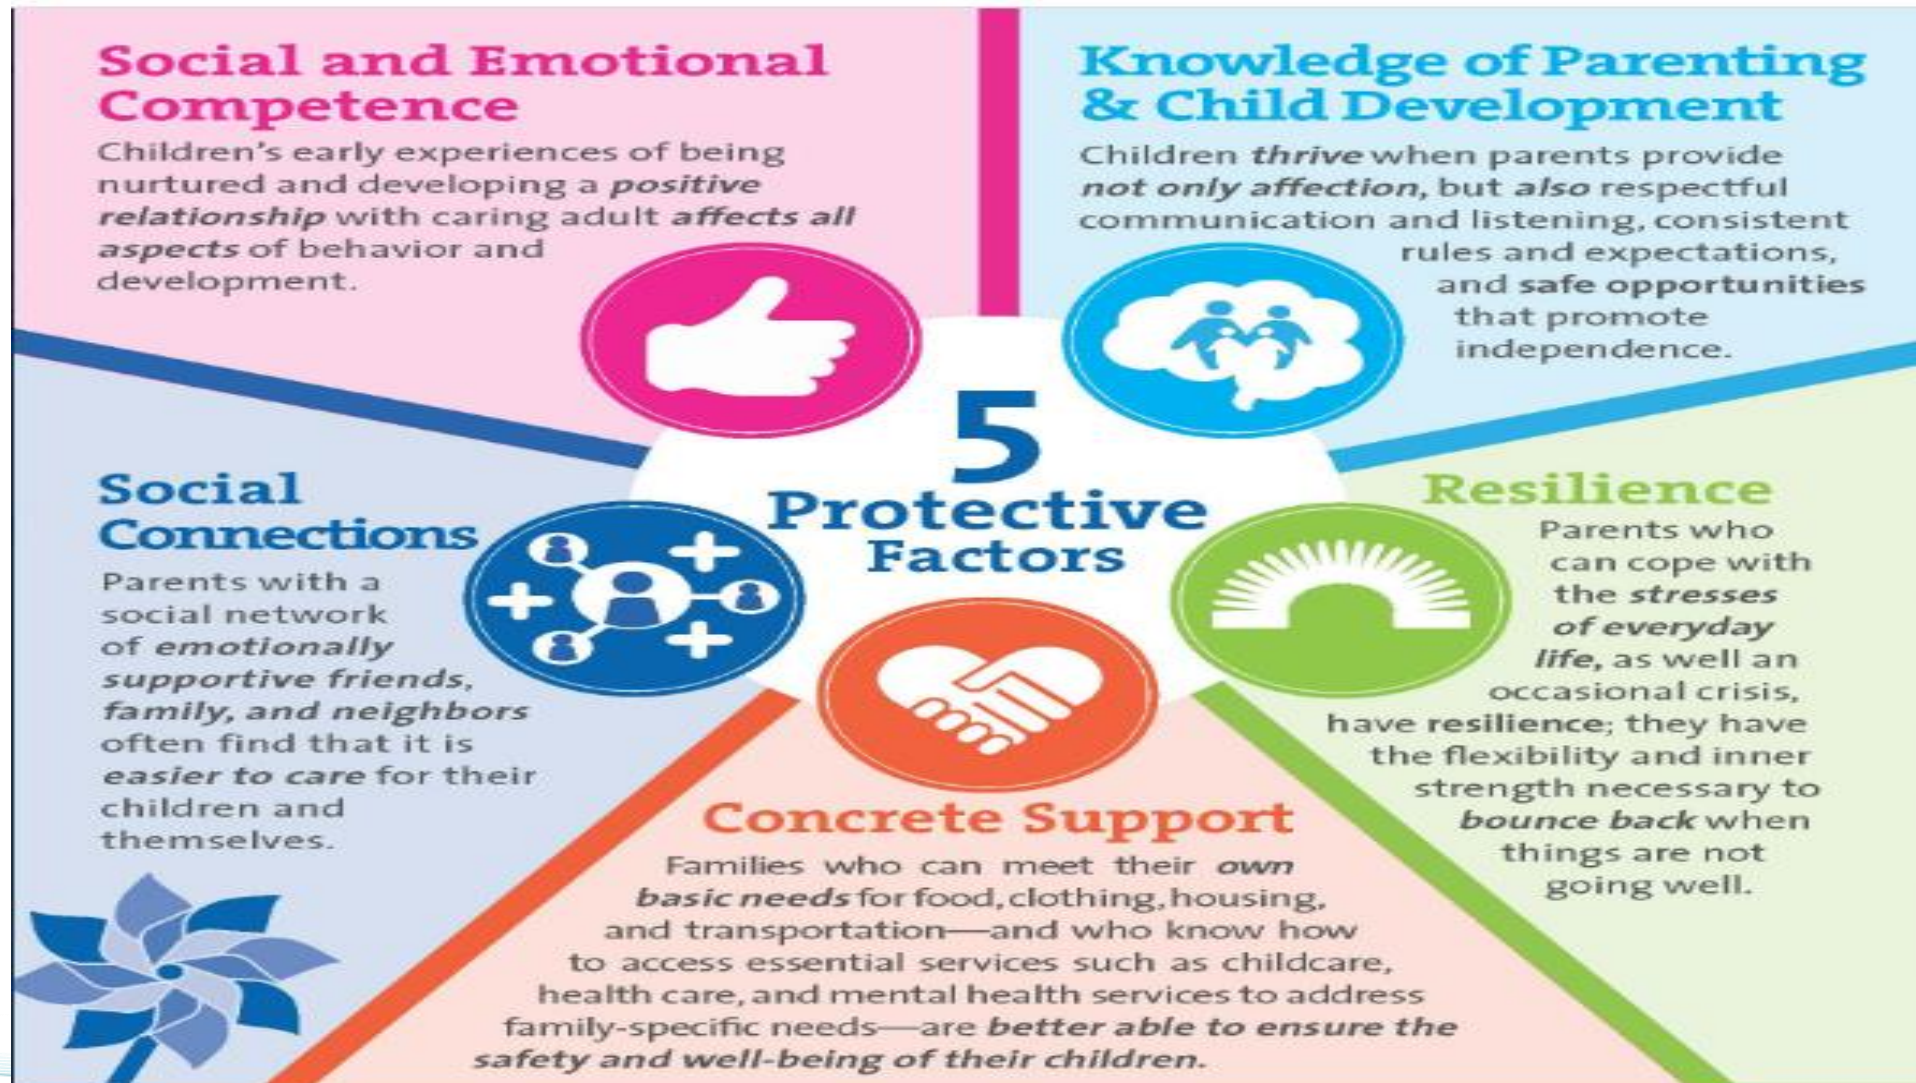 Social and Emotional
Competence
Children's early experiences of being
nurtured and developing a positive
relationship with caring adult affects all
aspects of behavior and
development.
Knowledge of Parenting
& Child Development
Children thrive when parents provide
not only affection, but also respectful
communication and listening, consistent
rules and expectations,
and safe opportunities
that promote
independence.
5
Protective
Factors
Social
Connections
Parents with a
social network
of emotionally
supportive friends,
family, and neighbors
often find that it is
easier to care for their
children and
themselves.
Resilience
Parents who
can cope with
the stresses
of everyday
life, as well an
occasional crisis,
have resilience; they have
the flexibility and inner
strength necessary to
bounce back when
things are not
going well.
Concrete Support
Families who can meet their own
basic needs for food, clothing, housing,
and transportation—and who know how
to access essential services such as childcare,
health care, and mental health services to address
family-specific needs—are better able to ensure the
safety and well-being of their children.